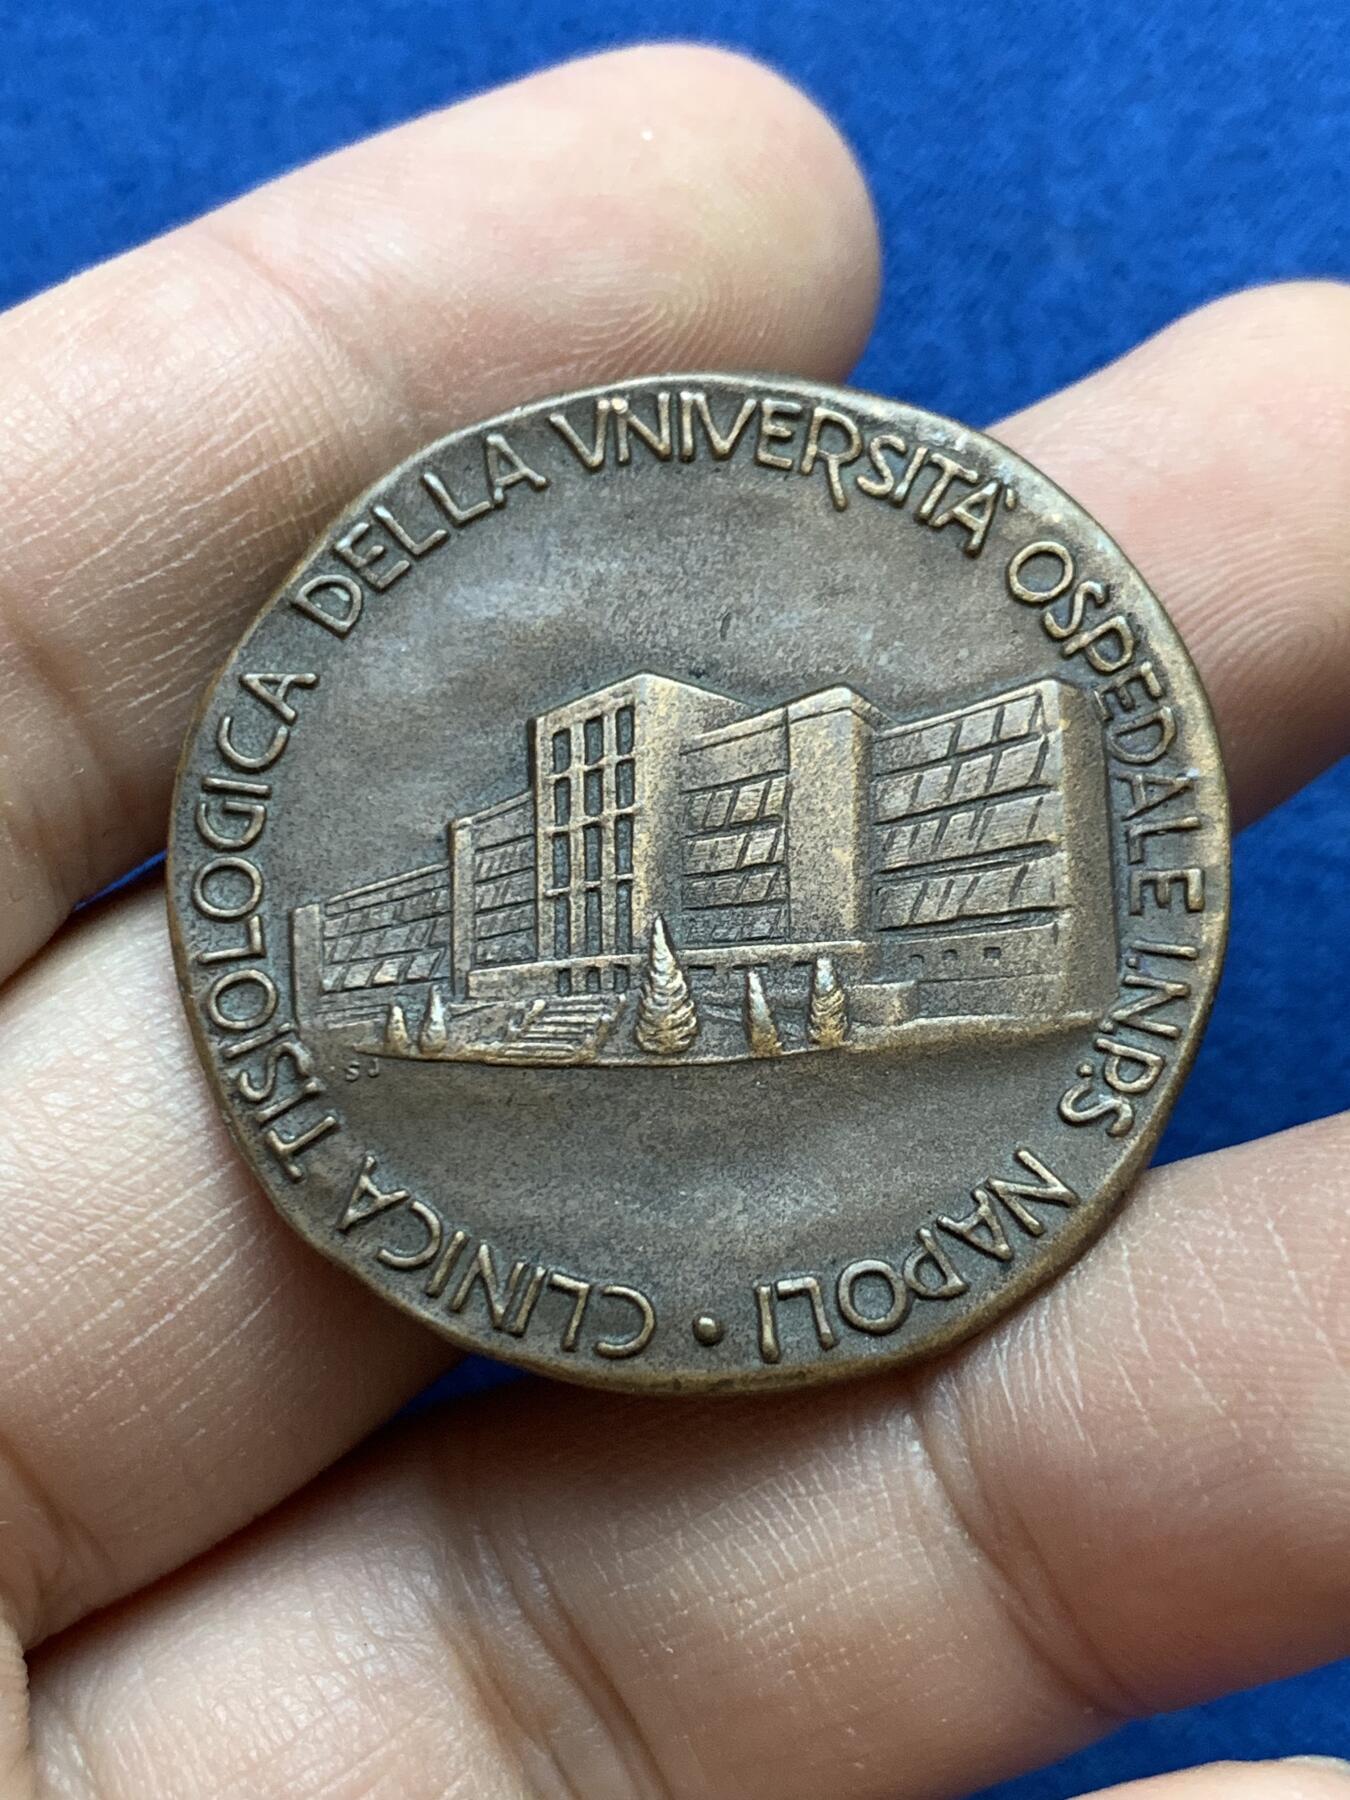 CLINICA TISIOLOGICA DELLA VNIVERSITÀ OSPEDALE I.N.P.S. NAPOLI •
SJ